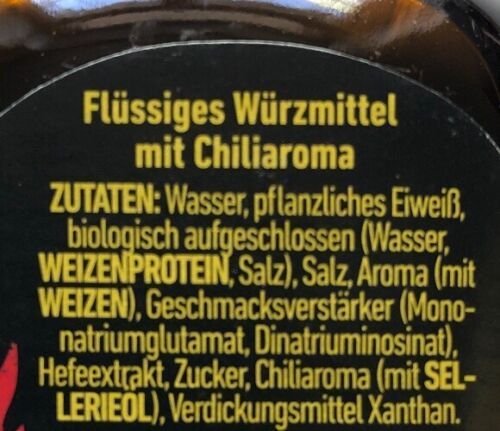 Flüssiges Würzmittel
mit Chiliaroma
ZUTATEN: Wasser, pflanzliches Eiweiß,
biologisch aufgeschlossen (Wasser,
WEIZENPROTEIN, Salz), Salz, Aroma (mit
WEIZEN), Geschmacksverstärker (Mono-
natriumglutamat, Dinatriuminosinat),
Hefeextrakt, Zucker, Chiliaroma (mit SEL-
LERIEÖL), Verdickungsmittel Xanthan.